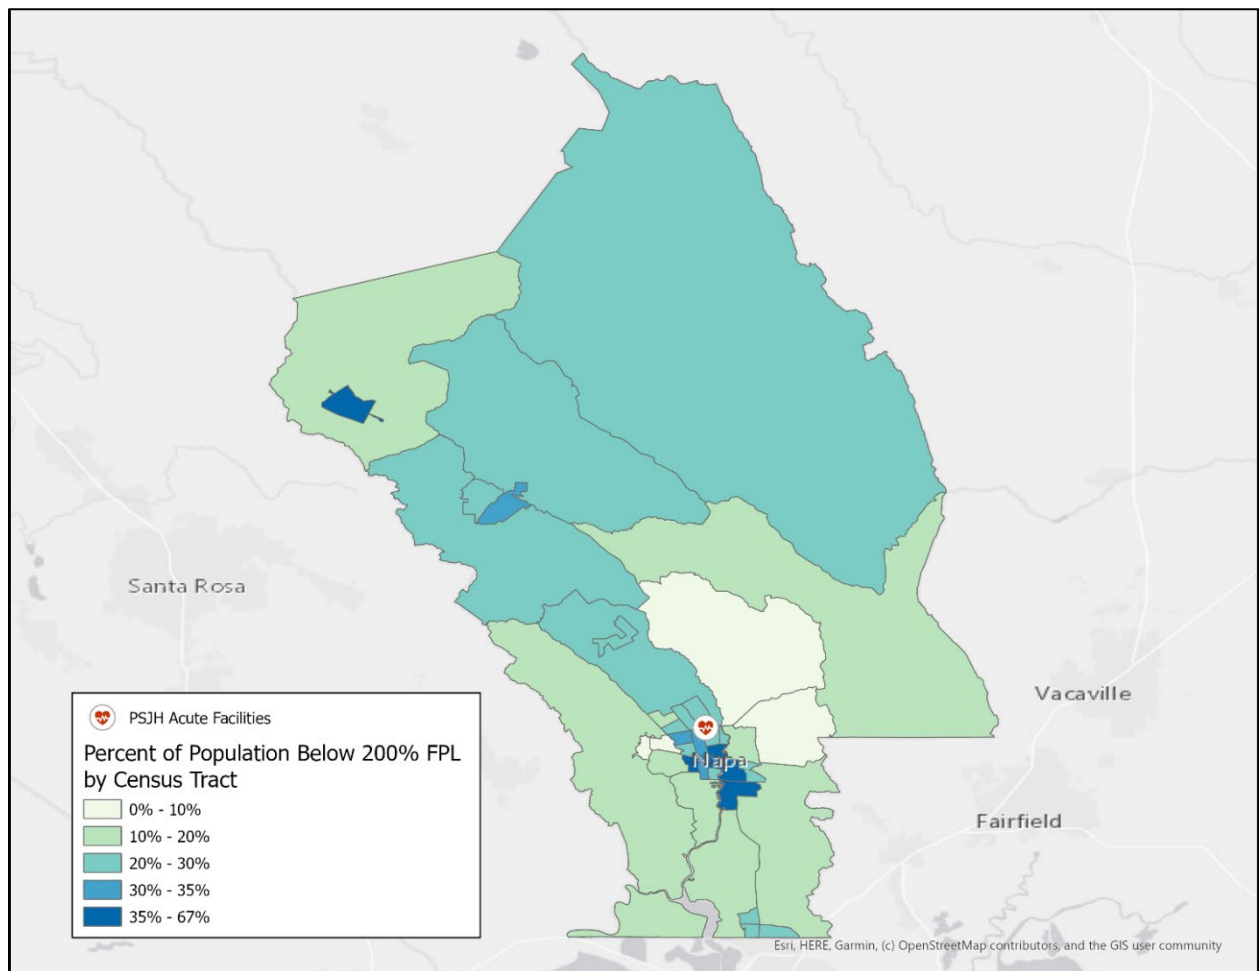 Santa Rosa
Vacaville
Napa
Fairfield
PSJH Acute Facilities
Percent of Population Below 200% FPL
by Census Tract
0% - 10%
10% - 20%
20% - 30%
30% - 35%
35% - 67%
Esri, HERE, Garmin, (c) OpenStreetMap contributors, and the GIS user community